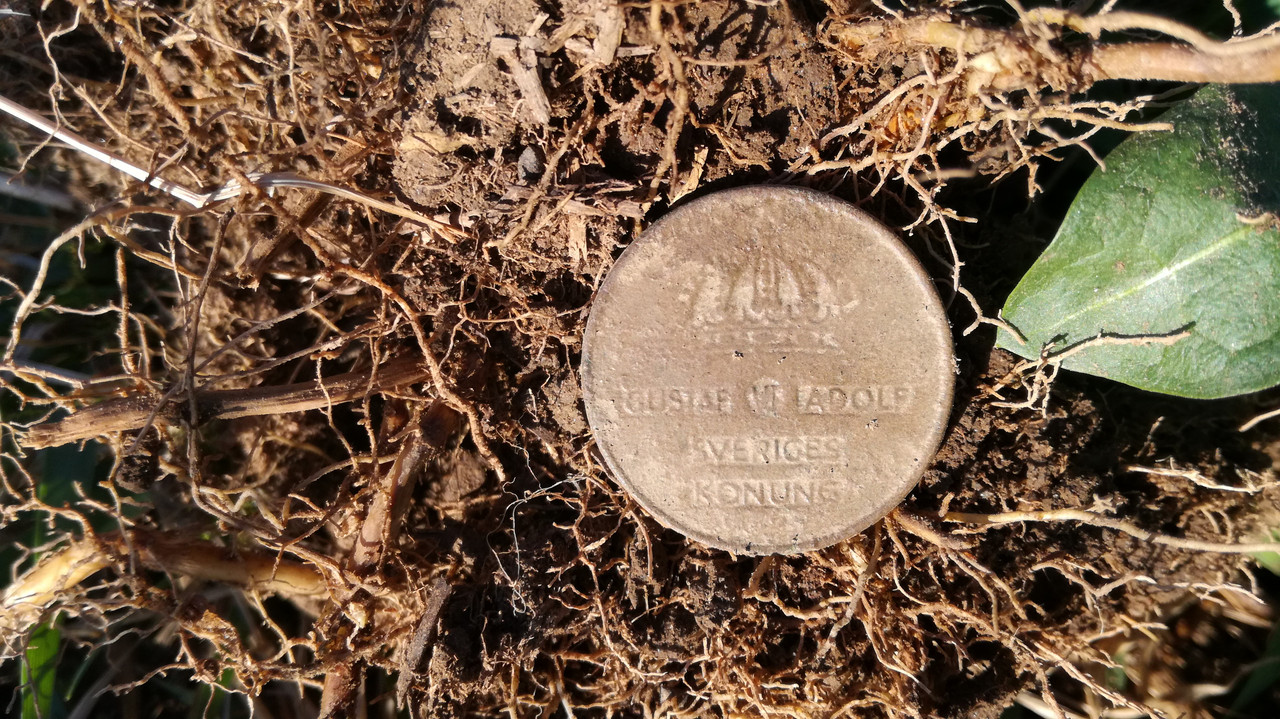 GUSTAF VI ADOLF
SVERIGES
KONUNG